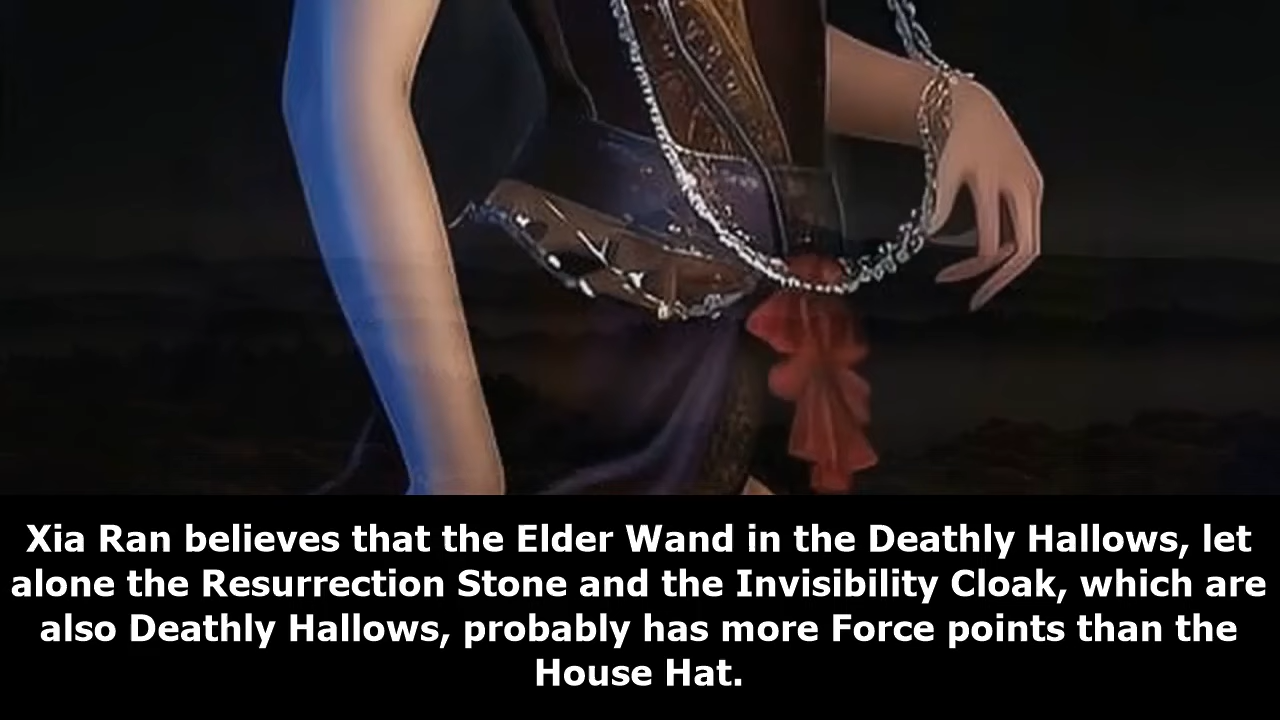 Xia Ran believes that the Elder Wand in the Deathly Hallows, let
alone the Resurrection Stone and the Invisibility Cloak, which are
also Deathly Hallows, probably has more Force points than the
House Hat.